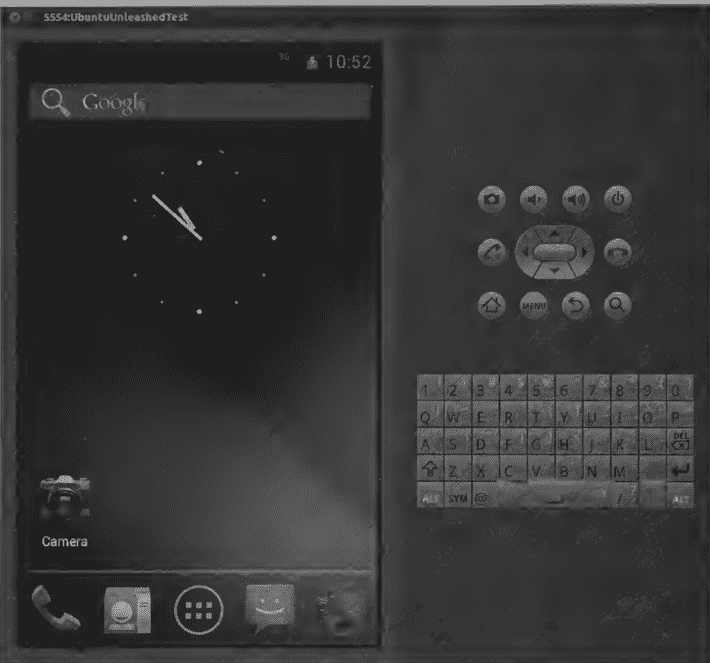 5554:UbuntuUnleashedTest
3G
10:52
Google
Camera
MENU
1 2 3 4 5 6 7 8 9 0
Q W E R T Y U I O P
A S D F G H J K L DEL
Z X C V B N M
ALT SYM @ / ALT